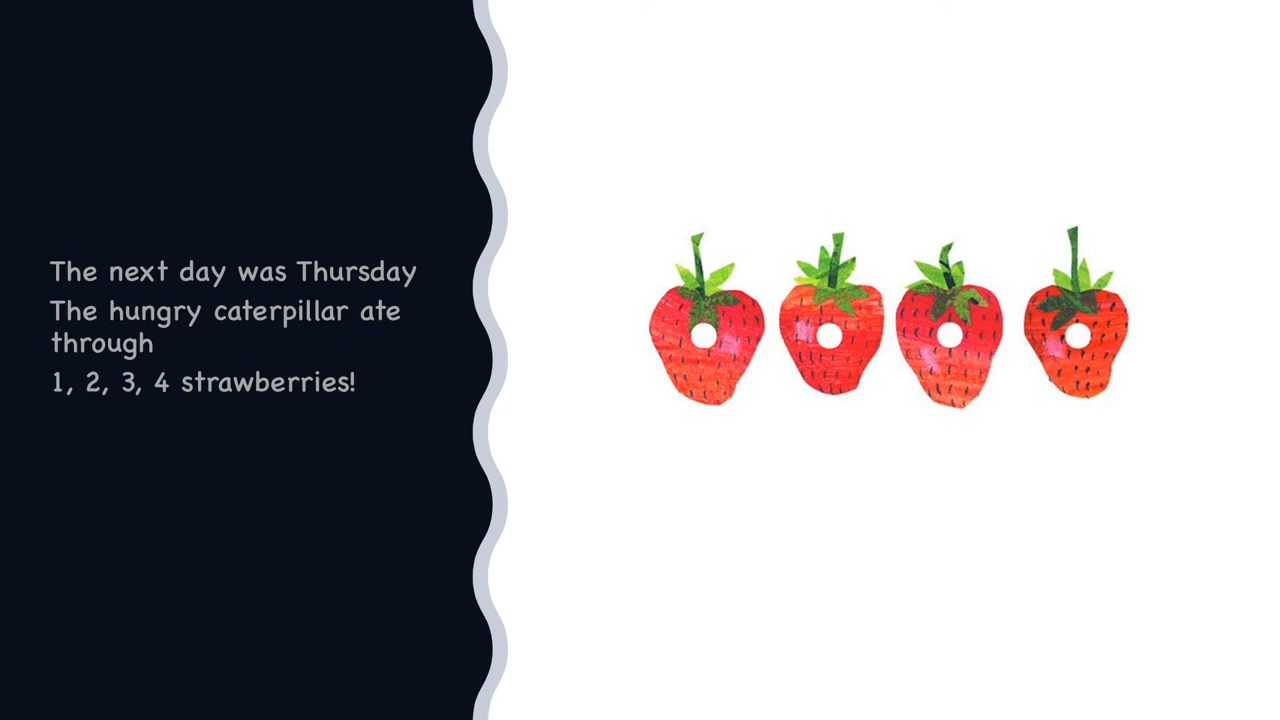 The next day was Thursday
The hungry caterpillar ate
through
1, 2, 3, 4 strawberries!